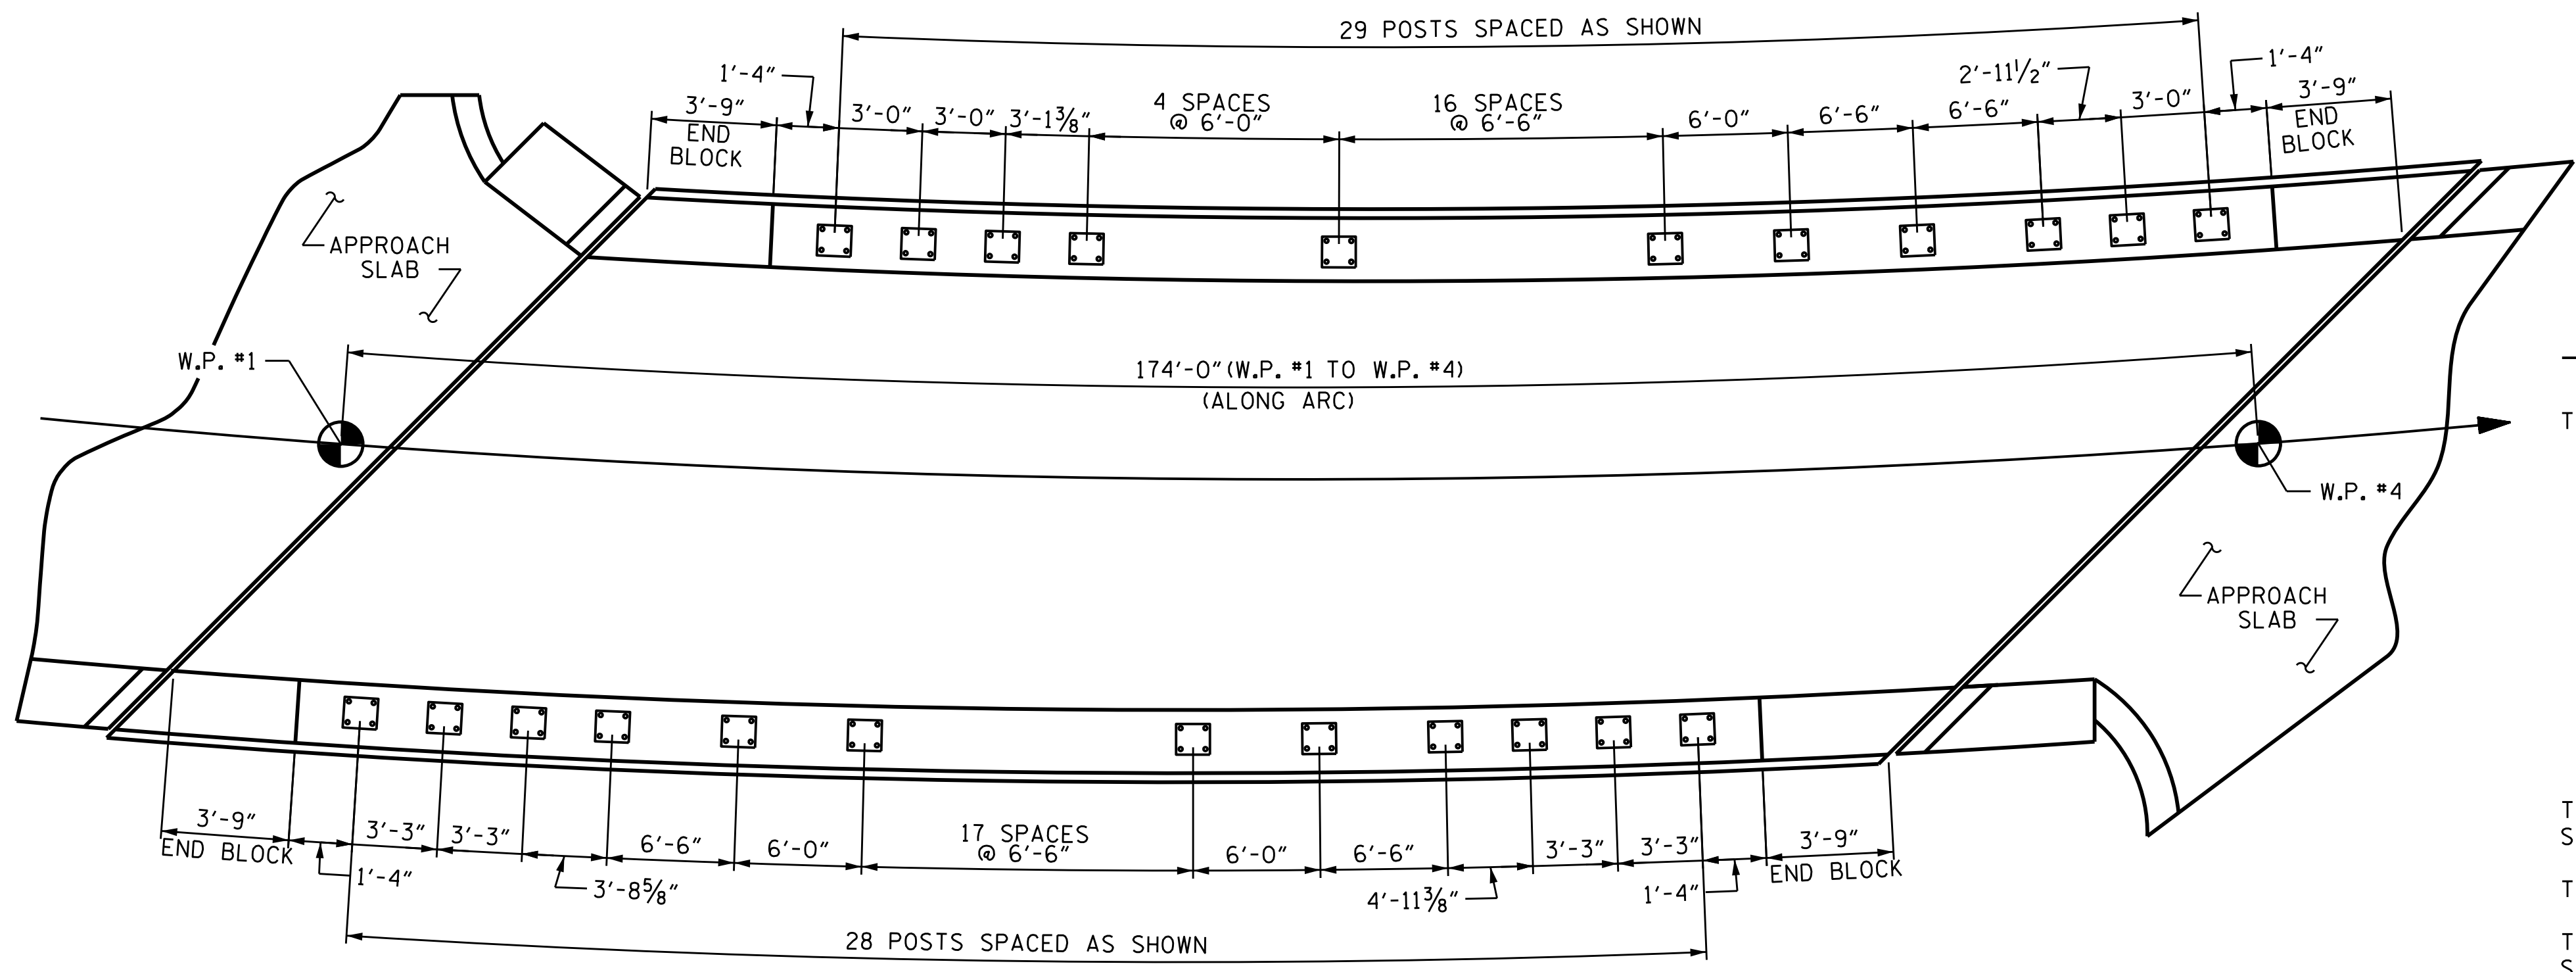 29 POSTS SPACED AS SHOWN
1'-4"
3'-9"
END
BLOCK
3'-0"
3'-0"
3'-1⅜"
4 SPACES
@ 6'-0"
16 SPACES
@ 6'-6"
6'-0"
6'-6"
6'-6"
2'-11½"
3'-0"
1'-4"
3'-9"
END
BLOCK
APPROACH
SLAB
W.P. #1
174'-0" (W.P. #1 TO W.P. #4)
(ALONG ARC)
T
W.P. #4
APPROACH
SLAB
3'-9"
END BLOCK
1'-4"
3'-3"
3'-3"
3'-8⅝"
6'-6"
6'-0"
17 SPACES
@ 6'-6"
6'-0"
6'-6"
4'-11⅜"
3'-3"
3'-3"
1'-4"
3'-9"
END BLOCK
28 POSTS SPACED AS SHOWN
T
S
T
T
S